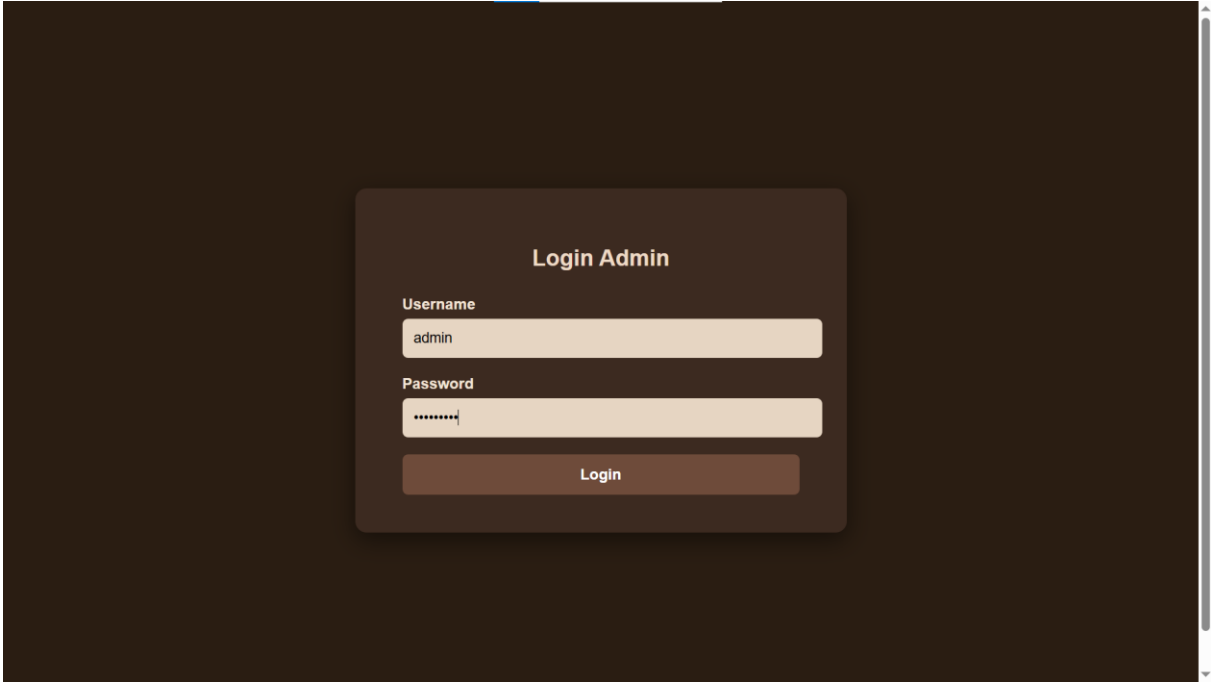 Login Admin
Username
admin
Password
•••••••••
Login